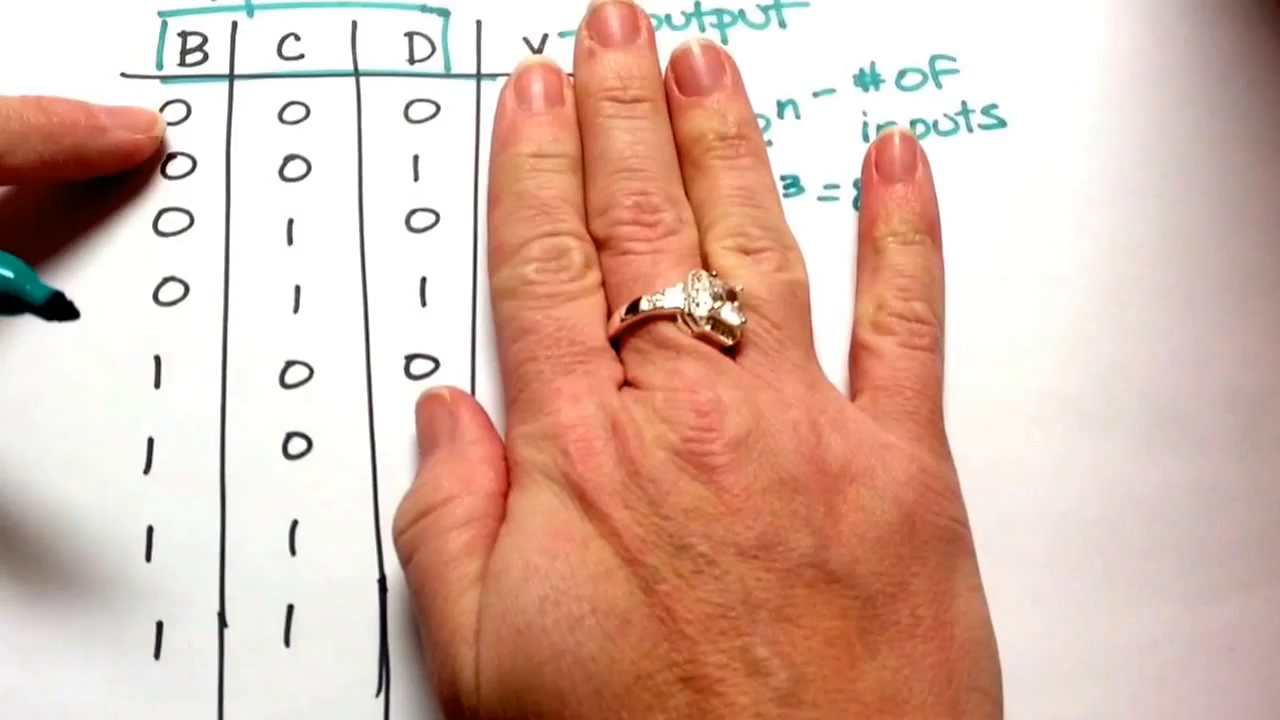 B C D output
0 0 0 n - # OF
0 0 1 inputs
0 1 0 3 = 8
0 1 1
1 0 0
1 0
1 1
1 1